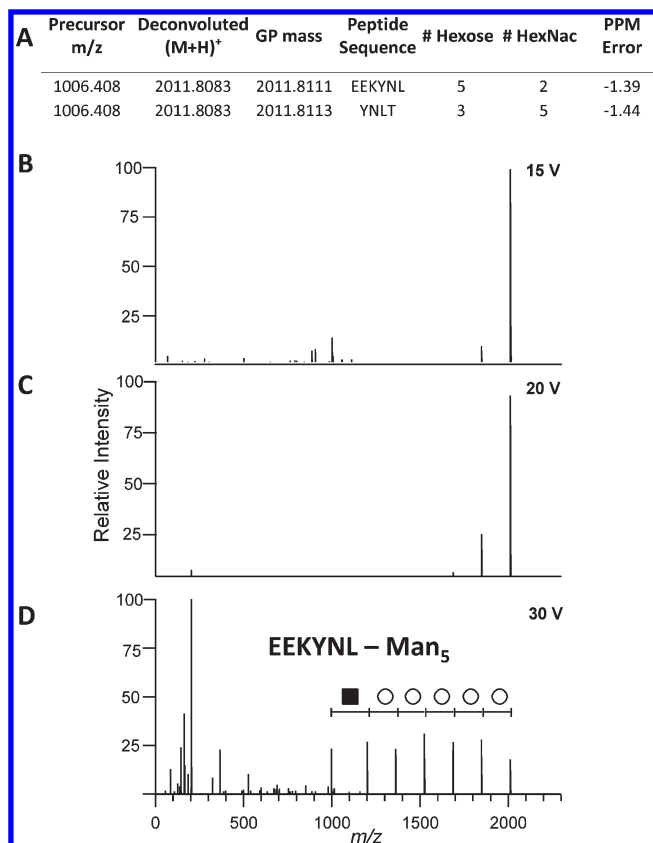 A
Precursor m/z Deconvoluted (M+H)+ GP mass Peptide Sequence # Hexose # HexNac PPM Error
1006.408 2011.8083 2011.8111 EEKYNL 5 2 -1.39
1006.408 2011.8083 2011.8113 YNLT 3 5 -1.44
B
15 V
100
75
50
25
C
20 V
100
75
50
25
Relative Intensity
D
30 V
EEKYNL – Man5
100
75
50
25
0 500 1000 1500 2000
m/z